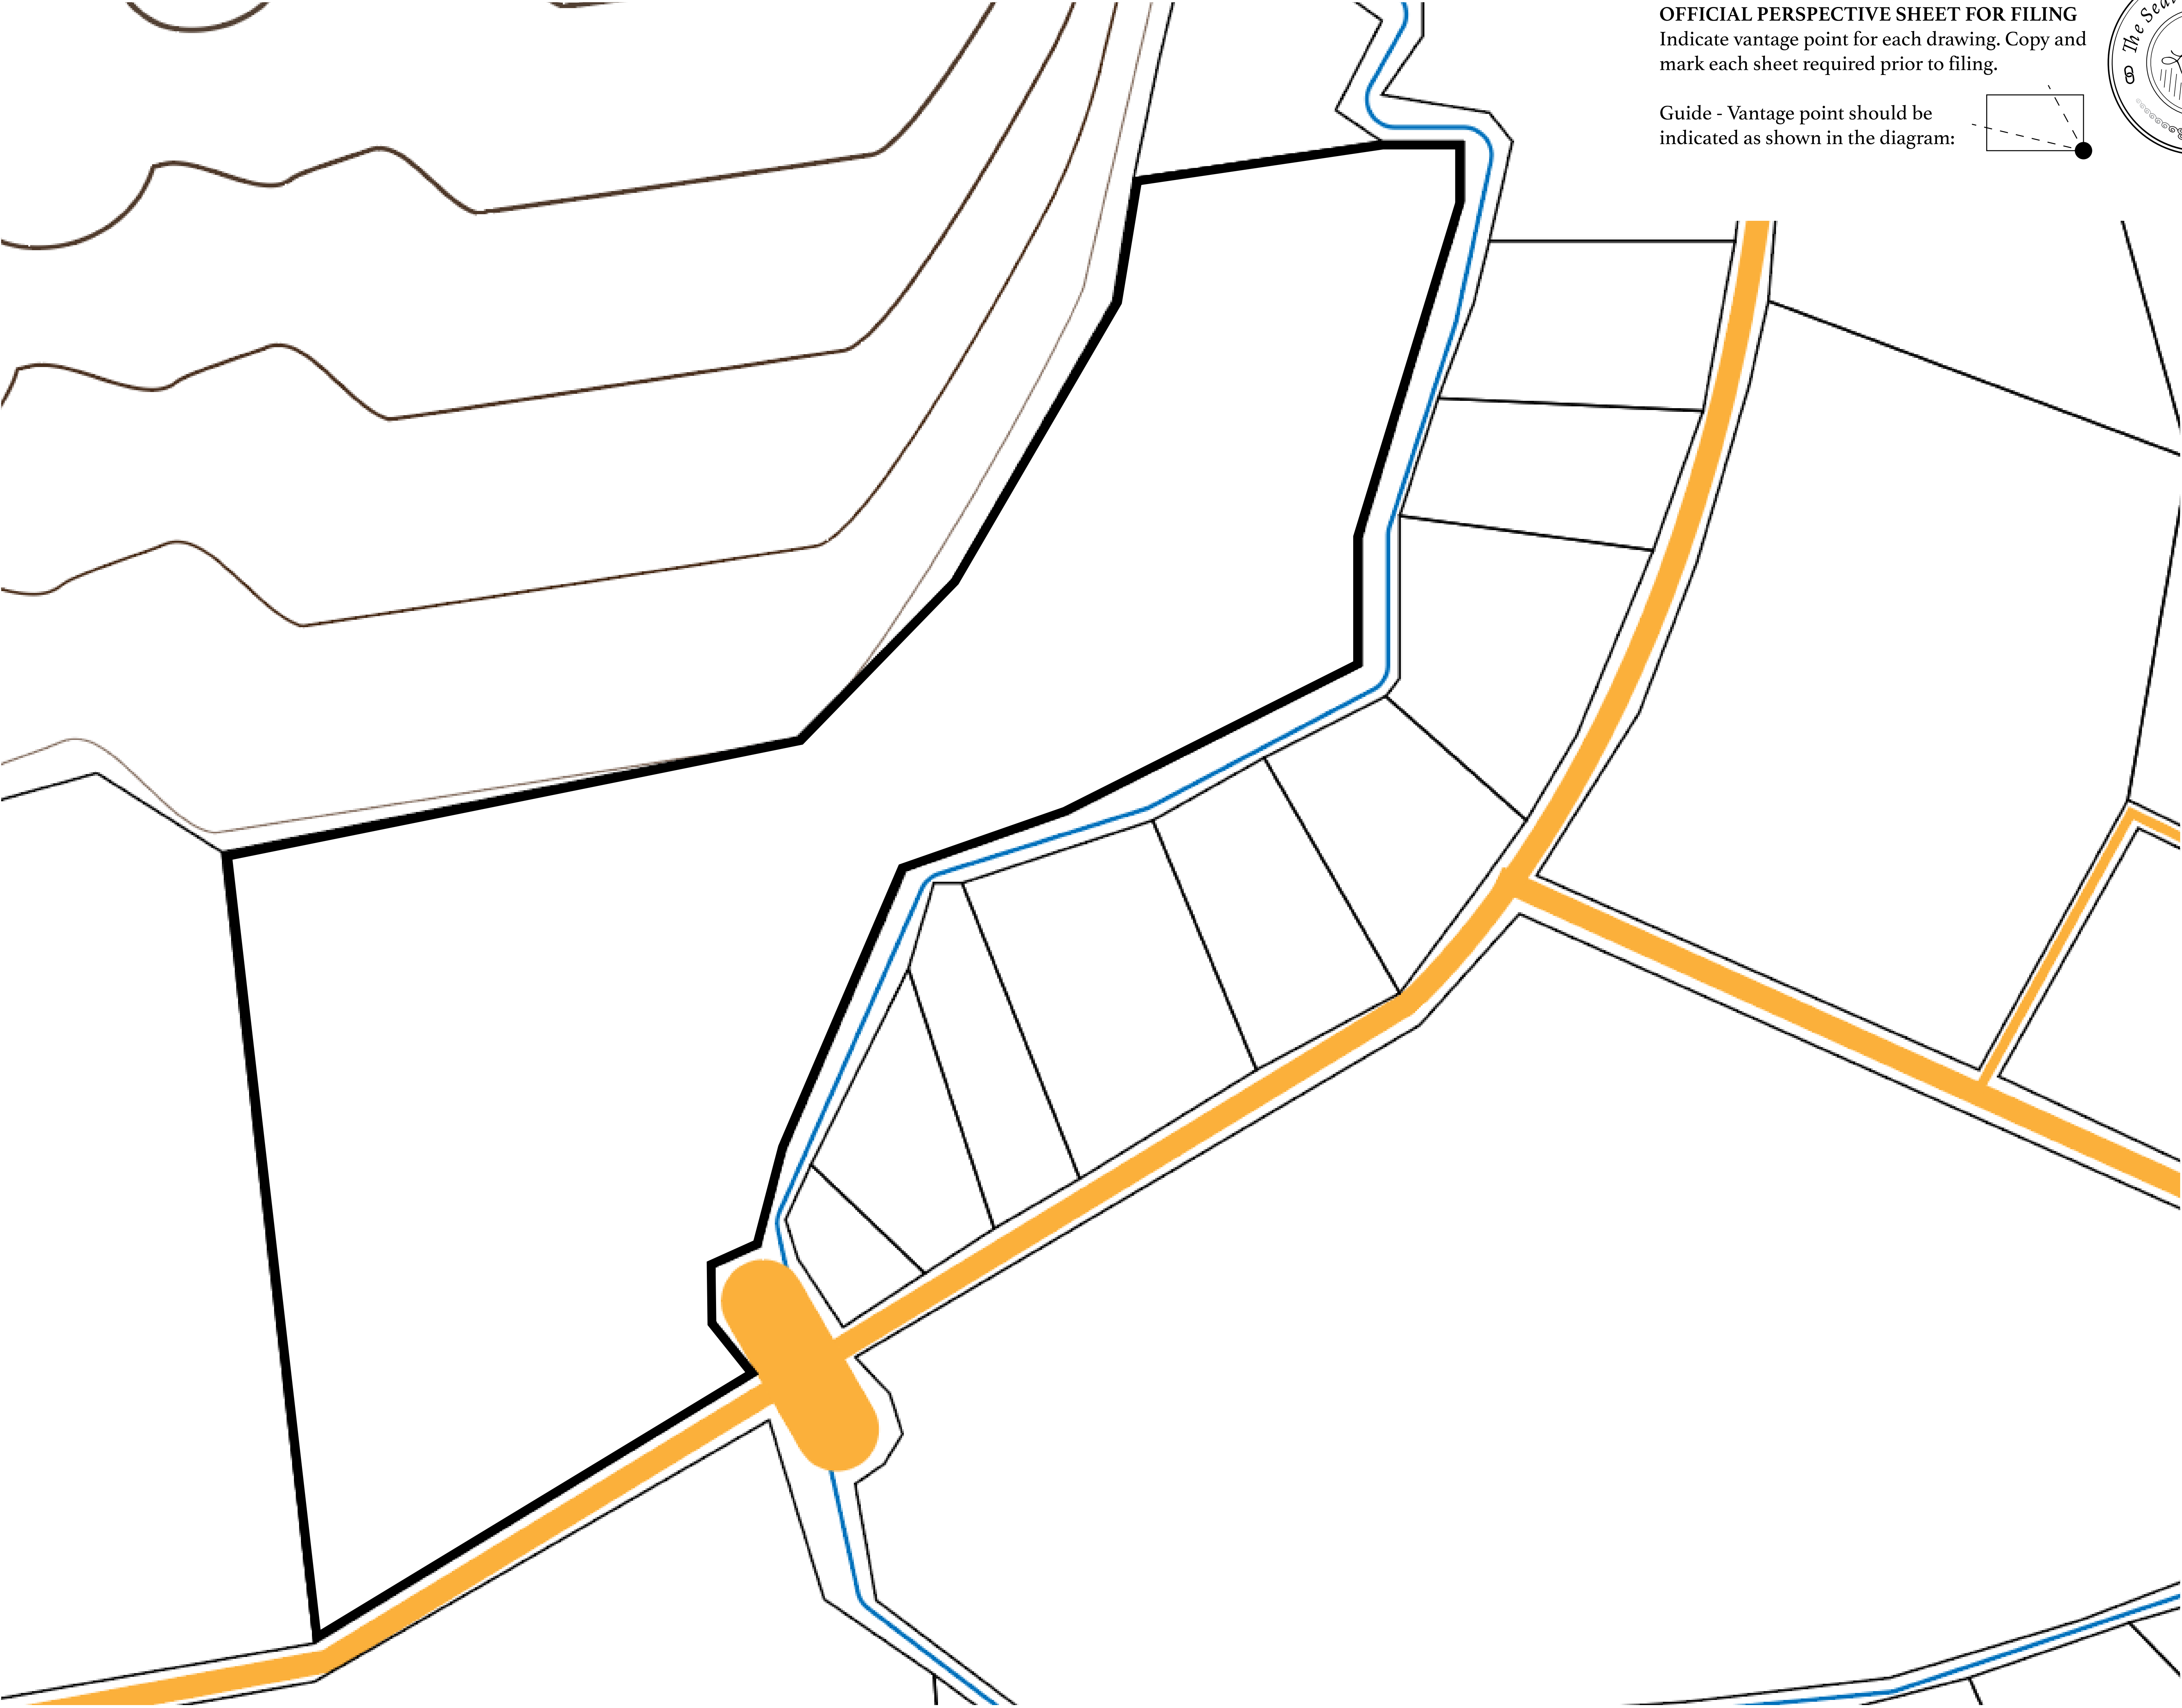 OFFICIAL PERSPECTIVE SHEET FOR FILING
Indicate vantage point for each drawing. Copy and
mark each sheet required prior to filing.
Guide - Vantage point should be
indicated as shown in the diagram:
The Seal